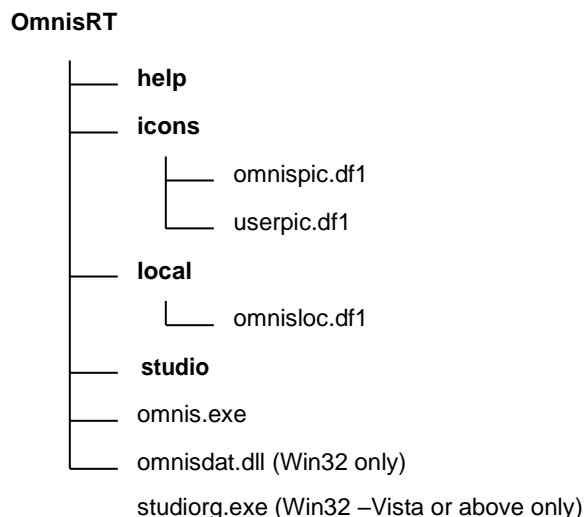 OmnisRT
help
icons
omnispic.df1
userpic.df1
local
omnisloc.df1
studio
omnis.exe
omnisdat.dll (Win32 only)
studiorg.exe (Win32 –Vista or above only)